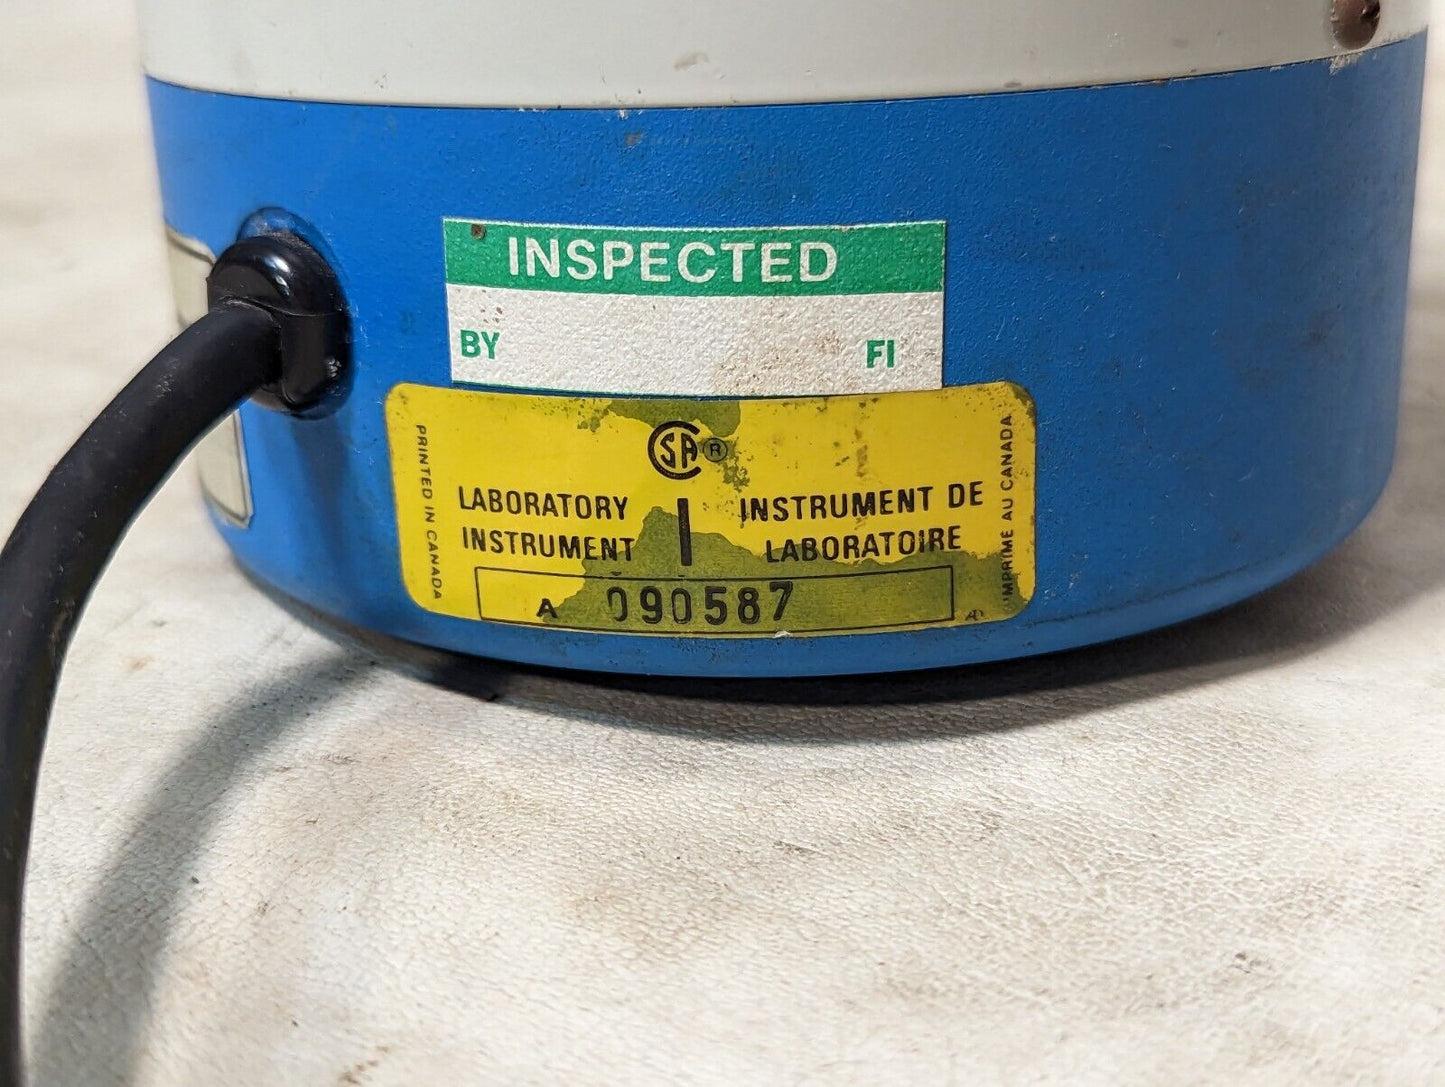 INSPECTED
BY FI
CSA ®
LABORATORY INSTRUMENT DE
INSTRUMENT LABORATOIRE
A 090587
PRINTED IN CANADA
IMPRIME AU CANADA